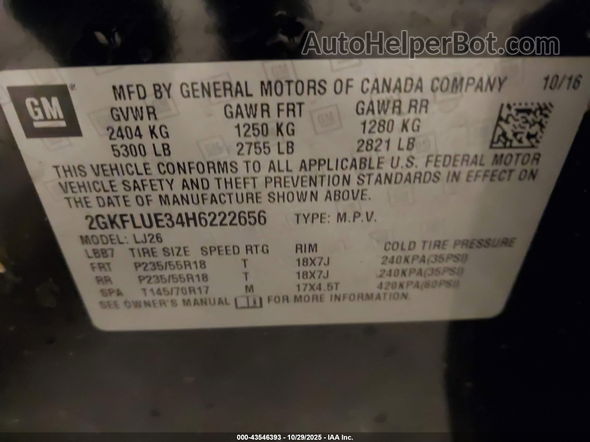 AutoHelperBot.com
GM
MFD BY GENERAL MOTORS OF CANADA COMPANY 10/16
GVWR GAWR FRT GAWR RR
2404 KG 1250 KG 1280 KG
5300 LB 2755 LB 2821 LB
THIS VEHICLE CONFORMS TO ALL APPLICABLE U.S. FEDERAL MOTOR
VEHICLE SAFETY AND THEFT PREVENTION STANDARDS IN EFFECT ON
THE DATE OF MANUFACTURE SHOWN ABOVE.
2GKFLUE34H6222656 TYPE: M.P.V.
MODEL: LJ26
LBB7 TIRE SIZE SPEED RTG RIM COLD TIRE PRESSURE
FRT P235/55R18 T 18X7J 240KPA(35PSI)
RR P235/55R18 T 18X7J 240KPA(35PSI)
SPA T145/70R17 M 17X4.5T 420KPA(60PSI)
SEE OWNER'S MANUAL FOR MORE INFORMATION.
© - 43546393 - 10/29/2025 - IAA Inc.